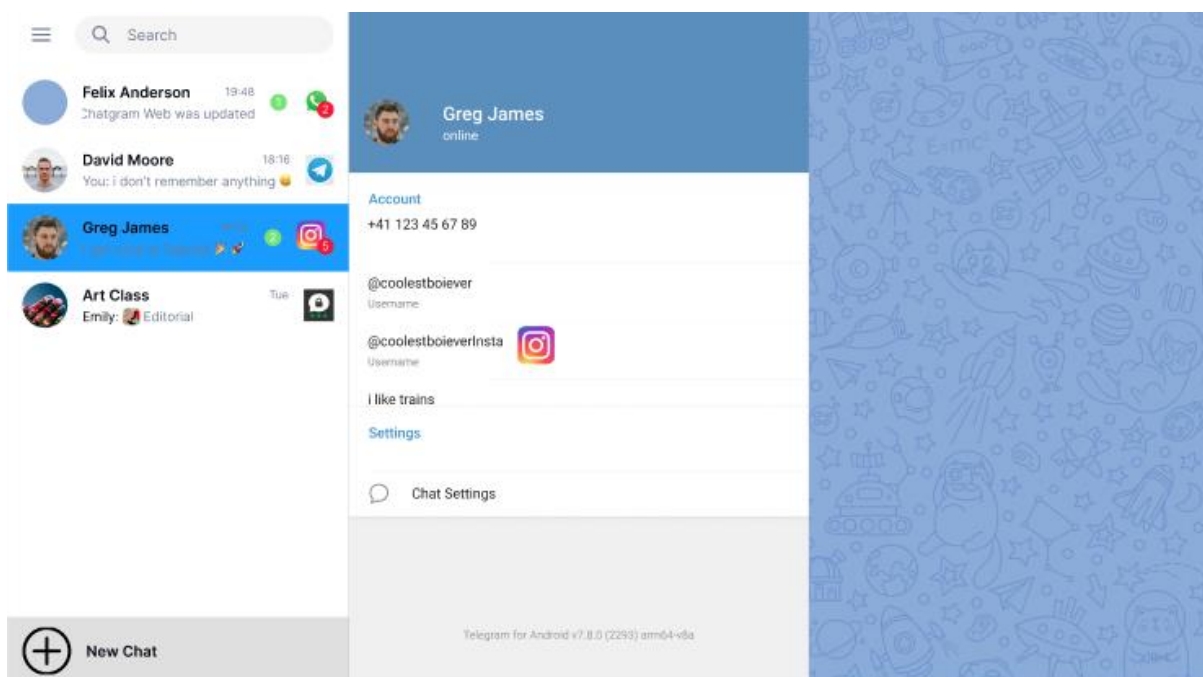 Search
Felix Anderson 19:48
Chatgram Web was updated 1 2
David Moore 18:16
You: i don't remember anything 😄
Greg James
2 5
Art Class Tue
Emily: Editorial
New Chat
Greg James
online
Account
+41 123 45 67 89
@coolestboiever
Username
@coolestboieverInsta
Username
i like trains
Settings
Chat Settings
Telegram for Android v7.8.0 (2293) arm64-v8a
E=mc